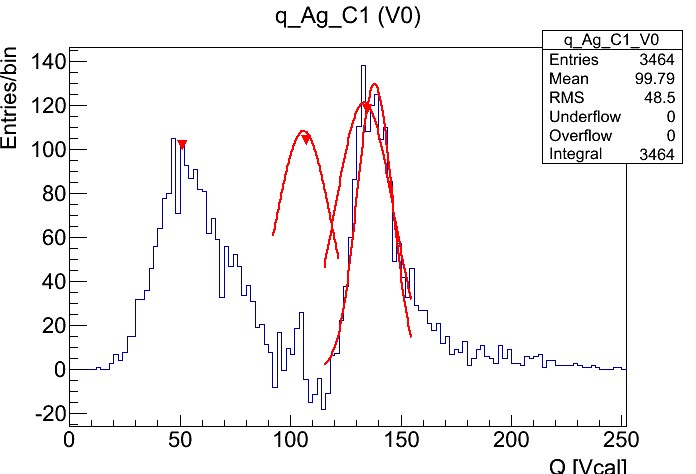 q_Ag_C1 (V0)
Entries/bin
q_Ag_C1_V0
Entries 3464
Mean 99.79
RMS 48.5
Underflow 0
Overflow 0
Integral 3464
140
120
100
80
60
40
20
0
-20
0 50 100 150 200 250
Q [Vcal]